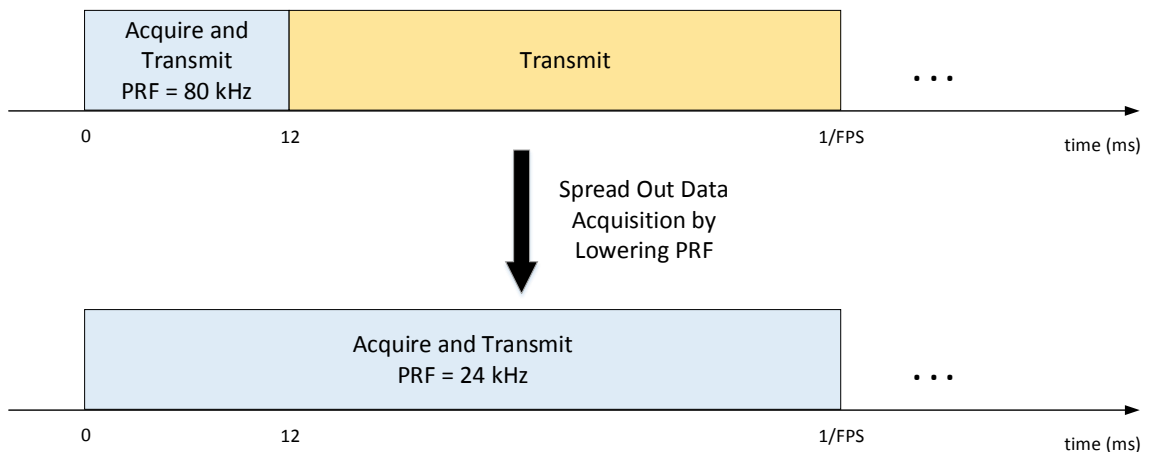 Acquire and
Transmit
PRF = 80 kHz
Transmit
. . .
0
12
1/FPS
time (ms)
Spread Out Data
Acquisition by
Lowering PRF
Acquire and Transmit
PRF = 24 kHz
. . .
0
12
1/FPS
time (ms)